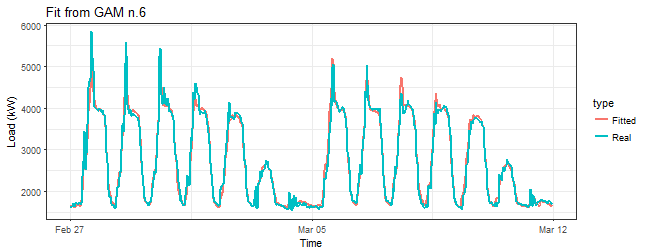 Fit from GAM n.6
Load (kW)
6000
5000
4000
3000
2000
Feb 27
Mar 05
Mar 12
Time
type
Fitted
Real